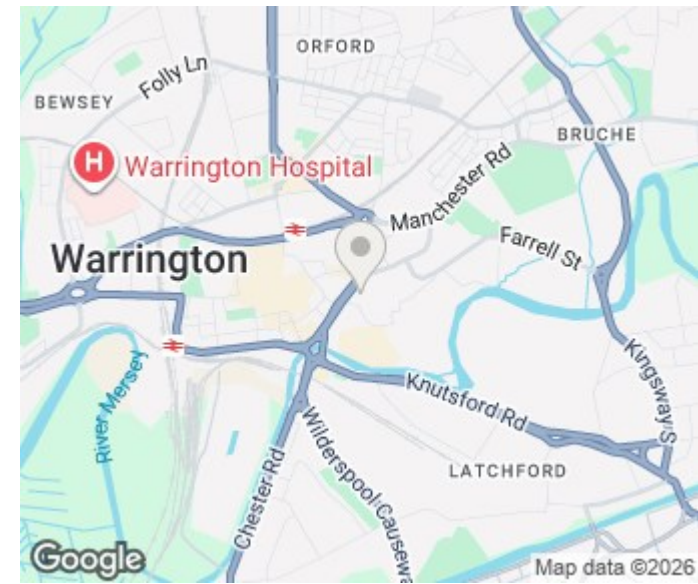 ORFORD
Folly Ln
BEWSEY
BRUCHE
H
Warrington Hospital
Manchester Rd
Farrell St
Warrington
River Mersey
Kingsway S
Knutsford Rd
Wilderspool Causewa
LATCHFORD
Chester Rd
Google
Map data ©2026